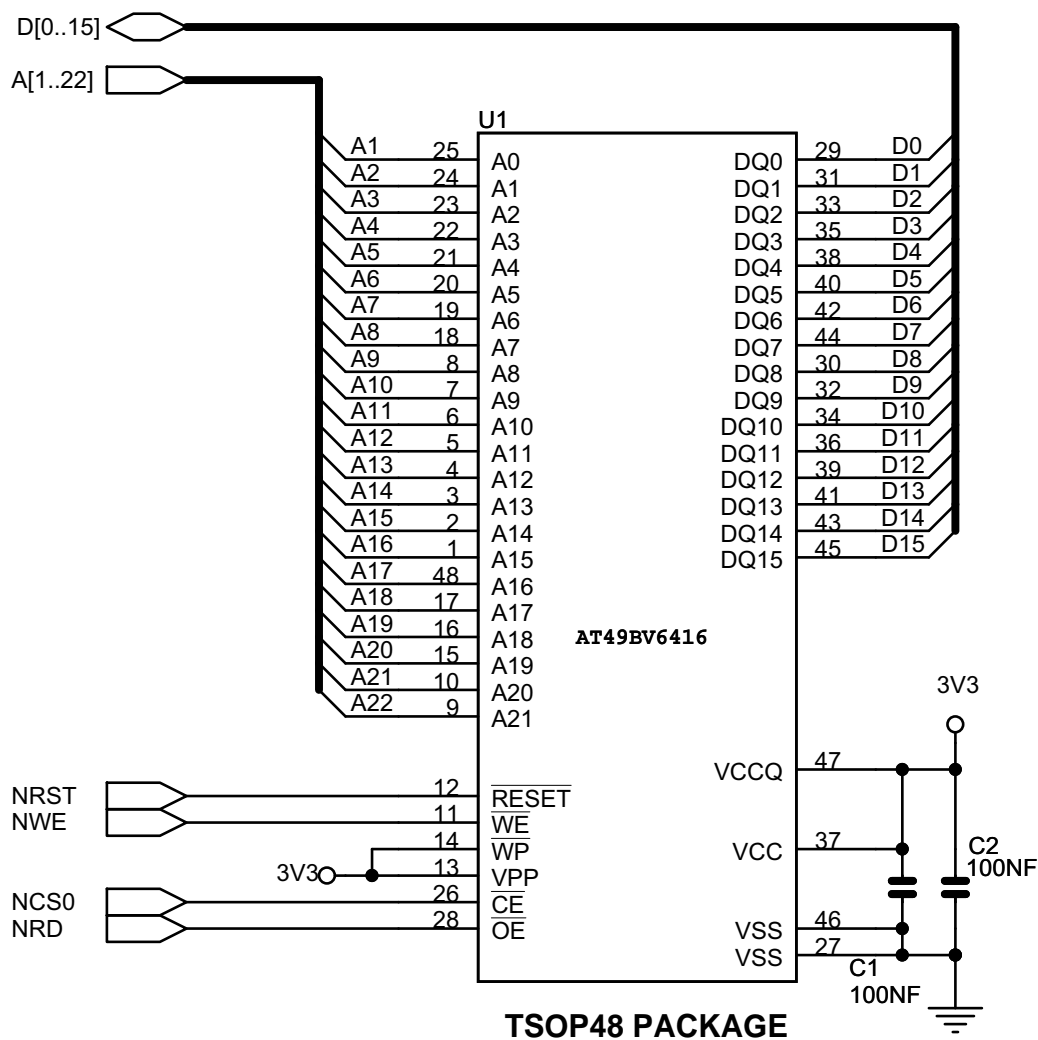 D[0..15]
A[1..22]
U1
A1 25 A0 DQ0 29 D0
A2 24 A1 DQ1 31 D1
A3 23 A2 DQ2 33 D2
A4 22 A3 DQ3 35 D3
A5 21 A4 DQ4 38 D4
A6 20 A5 DQ5 40 D5
A7 19 A6 DQ6 42 D6
A8 18 A7 DQ7 44 D7
A9 8 A8 DQ8 30 D8
A10 7 A9 DQ9 32 D9
A11 6 A10 DQ10 34 D10
A12 5 A11 DQ11 36 D11
A13 4 A12 DQ12 39 D12
A14 3 A13 DQ13 41 D13
A15 2 A14 DQ14 43 D14
A16 1 A15 DQ15 45 D15
A17 48 A16
A18 17 A17
A19 16 A18
A20 15 A19
A21 10 A20
A22 9 A21
AT49BV6416
3V3
VCCQ 47
NRST 12 RESET
NWE 11 WE
14 WP VCC 37
3V3 13 VPP
C2
100NF
NCS0 26 CE
NRD 28 OE
VSS 46
VSS 27
C1
100NF
TSOP48 PACKAGE